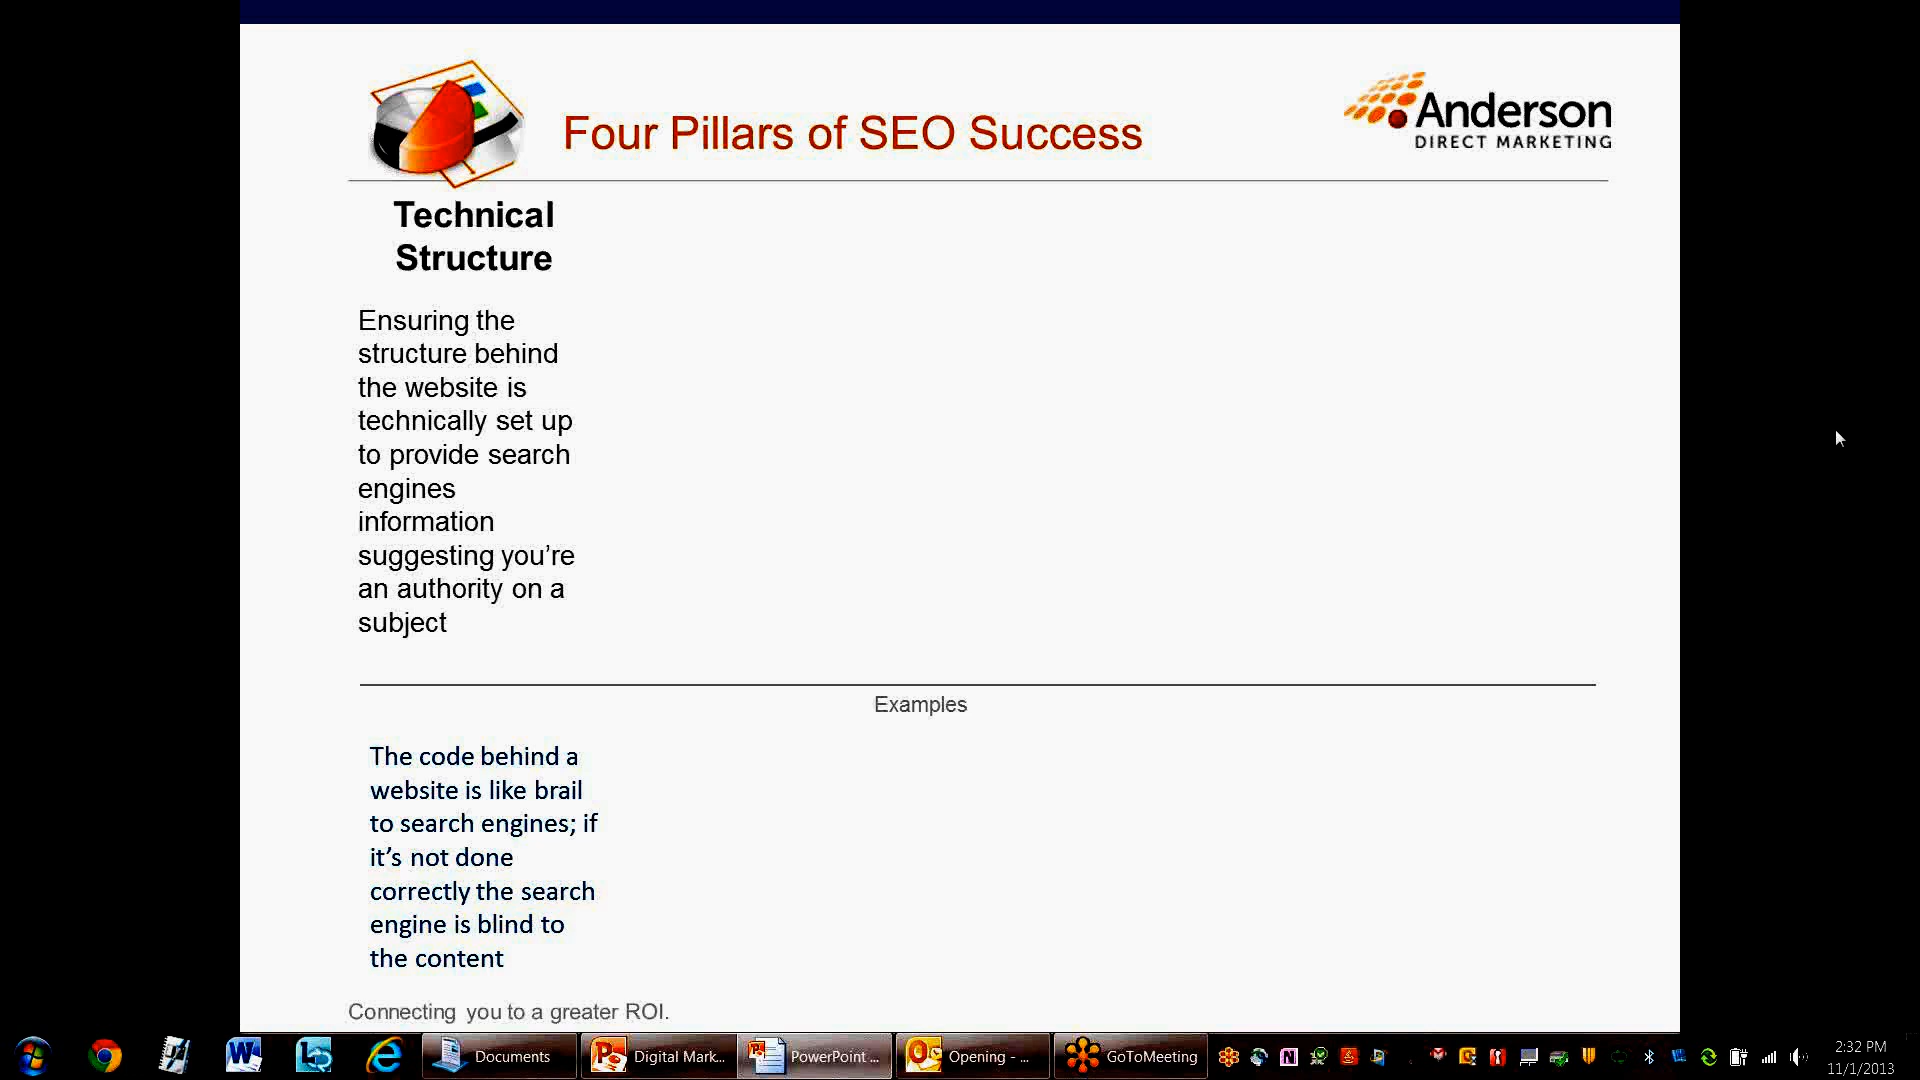 Four Pillars of SEO Success
Anderson
DIRECT MARKETING
Technical
Structure
Ensuring the
structure behind
the website is
technically set up
to provide search
engines
information
suggesting you’re
an authority on a
subject
Examples
The code behind a
website is like brail
to search engines; if
it’s not done
correctly the search
engine is blind to
the content
Connecting you to a greater ROI.
Documents
Digital Mark...
PowerPoint ...
Opening - ...
GoToMeeting
2:32 PM
11/1/2013